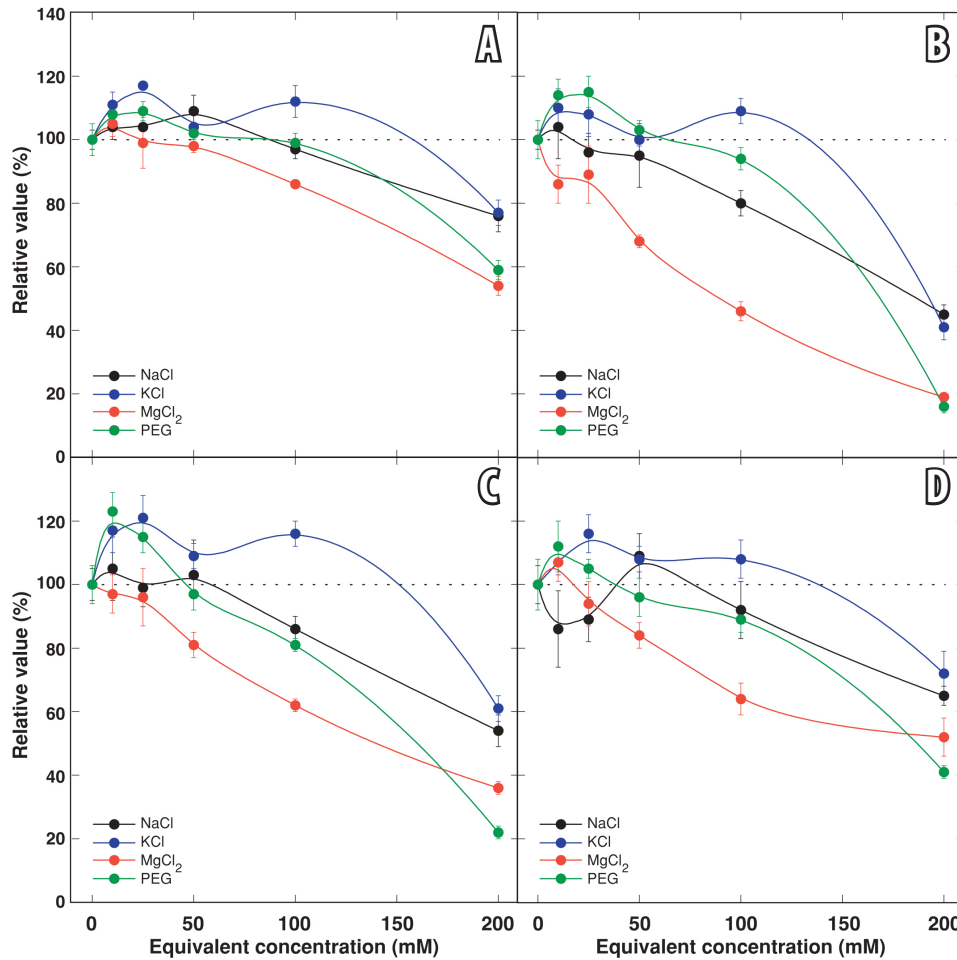 140
120
100
80
60
40
20
0
Relative value (%)
A
NaCl
KCl
MgCl2
PEG
B
NaCl
KCl
MgCl2
PEG
120
100
80
60
40
20
0
Relative value (%)
C
NaCl
KCl
MgCl2
PEG
0 50 100 150 200
Equivalent concentration (mM)
D
NaCl
KCl
MgCl2
PEG
0 50 100 150 200
Equivalent concentration (mM)